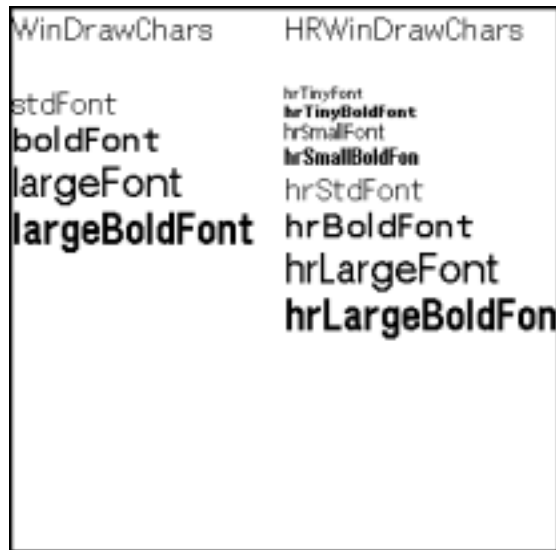 WinDrawChars
stdFont
boldFont
largeFont
largeBoldFont
HRWinDrawChars
hrTinyFont
hrTinyBoldFont
hrSmallFont
hrSmallBoldFon
hrStdFont
hrBoldFont
hrLargeFont
hrLargeBoldFon